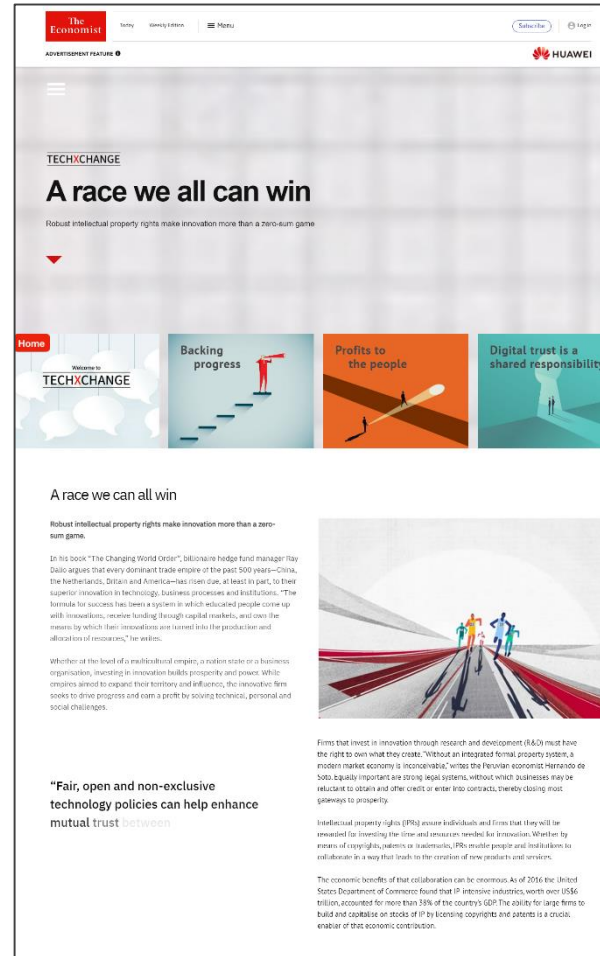 The
Economist
Today
Weekly Edition
Menu
Subscribe
Login
ADVERTISEMENT FEATURE
HUAWEI
TECHXCHANGE
A race we all can win
Robust intellectual property rights make innovation more than a zero-sum game
Home
Welcome to
TECHXCHANGE
Backing
progress
Profits to
the people
Digital trust is a
shared responsibility
A race we can all win
Robust intellectual property rights make innovation more than a zero-
sum game.
In his book "The Changing World Order", billionaire hedge fund manager Ray
Dalio argues that every dominant trade empire of the past 500 years—China,
the Netherlands, Britain and America—has risen due, at least in part, to their
superior innovation in technology, business processes and institutions. "The
formula for success has been a system in which educated people come up
with innovations, receive funding through capital markets, and own the
means by which their innovations are turned into the production and
allocation of resources," he writes.
Whether at the level of a multicultural empire, a nation state or a business
organisation, investing in innovation builds prosperity and power. While
empires aimed to expand their territory and influence, the innovative firm
seeks to drive progress and earn a profit by solving technical, personal and
social challenges.
"Fair, open and non-exclusive
technology policies can help enhance
mutual trust between
Firms that invest in innovation through research and development (R&D) must have
the right to own what they create. "Without an integrated formal property system, a
modern market economy is inconceivable," writes the Peruvian economist Hernando de
Soto. Equally important are strong legal systems, without which businesses may be
reluctant to obtain and offer credit or enter into contracts, thereby closing most
gateways to prosperity.
Intellectual property rights (IPRs) assure individuals and firms that they will be
rewarded for investing the time and resources needed for innovation. Whether by
means of copyrights, patents or trademarks, IPRs enable people and institutions to
collaborate in a way that leads to the creation of new products and services.
The economic benefits of that collaboration can be enormous. As of 2016 the United
States Department of Commerce found that IP-intensive industries, worth over US$6
trillion, accounted for more than 38% of the country's GDP. The ability for large firms to
build and capitalise on stocks of IP by licensing copyrights and patents is a crucial
enabler of that economic contribution.